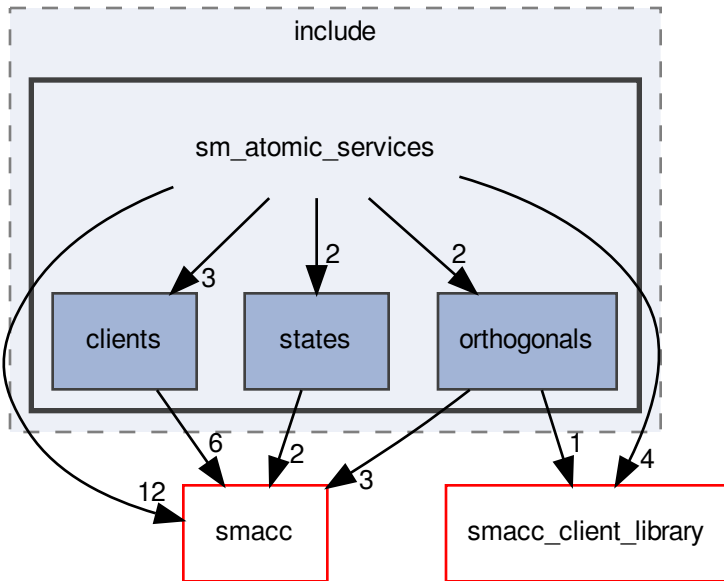 include
sm_atomic_services
3
2
2
clients
states
orthogonals
6
2
3
1
4
12
smacc
smacc_client_library